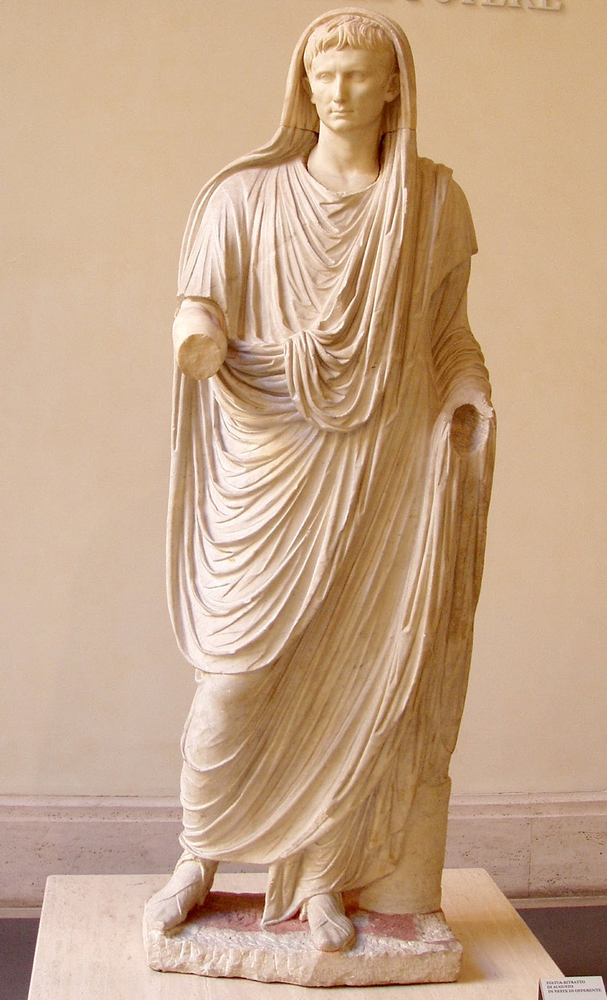 STATUA-RITRATTO
DI AUGUSTO
IN VESTE DI OFFERENTE